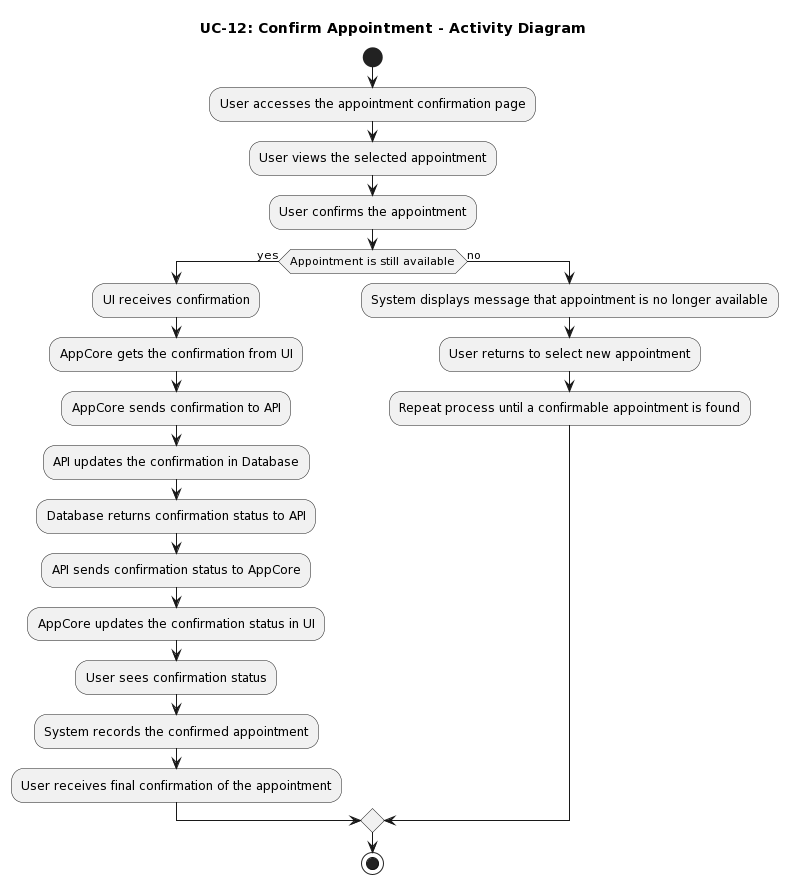 UC-12: Confirm Appointment - Activity Diagram
User accesses the appointment confirmation page
User views the selected appointment
User confirms the appointment
Appointment is still available
yes
no
UI receives confirmation
AppCore gets the confirmation from UI
AppCore sends confirmation to API
API updates the confirmation in Database
Database returns confirmation status to API
API sends confirmation status to AppCore
AppCore updates the confirmation status in UI
User sees confirmation status
System records the confirmed appointment
User receives final confirmation of the appointment
System displays message that appointment is no longer available
User returns to select new appointment
Repeat process until a confirmable appointment is found